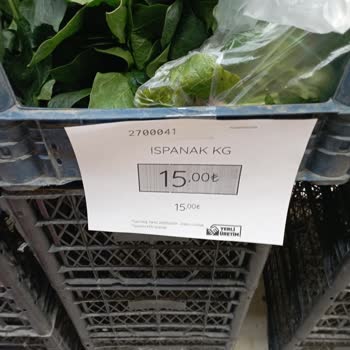 2700041
ISPANAK KG
15,00₺
15,00₺
YERLİ
ÜRETİM